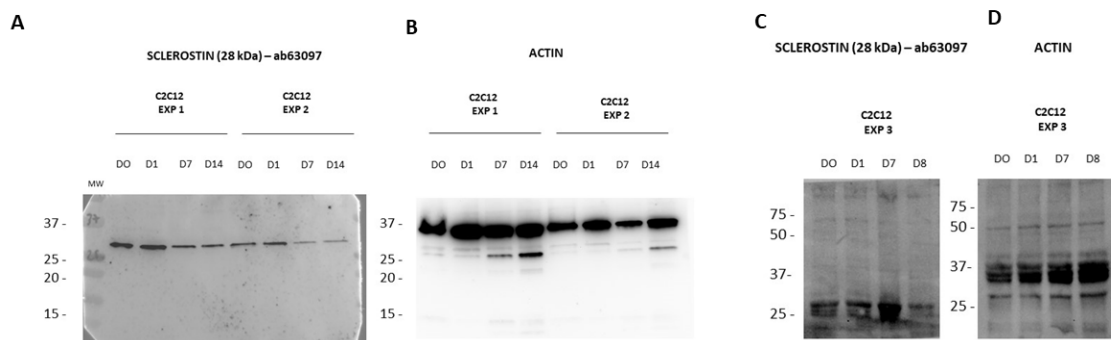 A
SCLEROSTIN (28 kDa) – ab63097
C2C12
EXP 1
C2C12
EXP 2
DO D1 D7 D14 DO D1 D7 D14
MW
37 -
25 -
20 -
15 -
B
ACTIN
C2C12
EXP 1
C2C12
EXP 2
DO D1 D7 D14 DO D1 D7 D14
37 -
25 -
20 -
15 -
C
SCLEROSTIN (28 kDa) – ab63097
C2C12
EXP 3
DO D1 D7 D8
75 -
50 -
37-
25 -
D
ACTIN
C2C12
EXP 3
DO D1 D7 D8
75-
50 -
37-
25 -